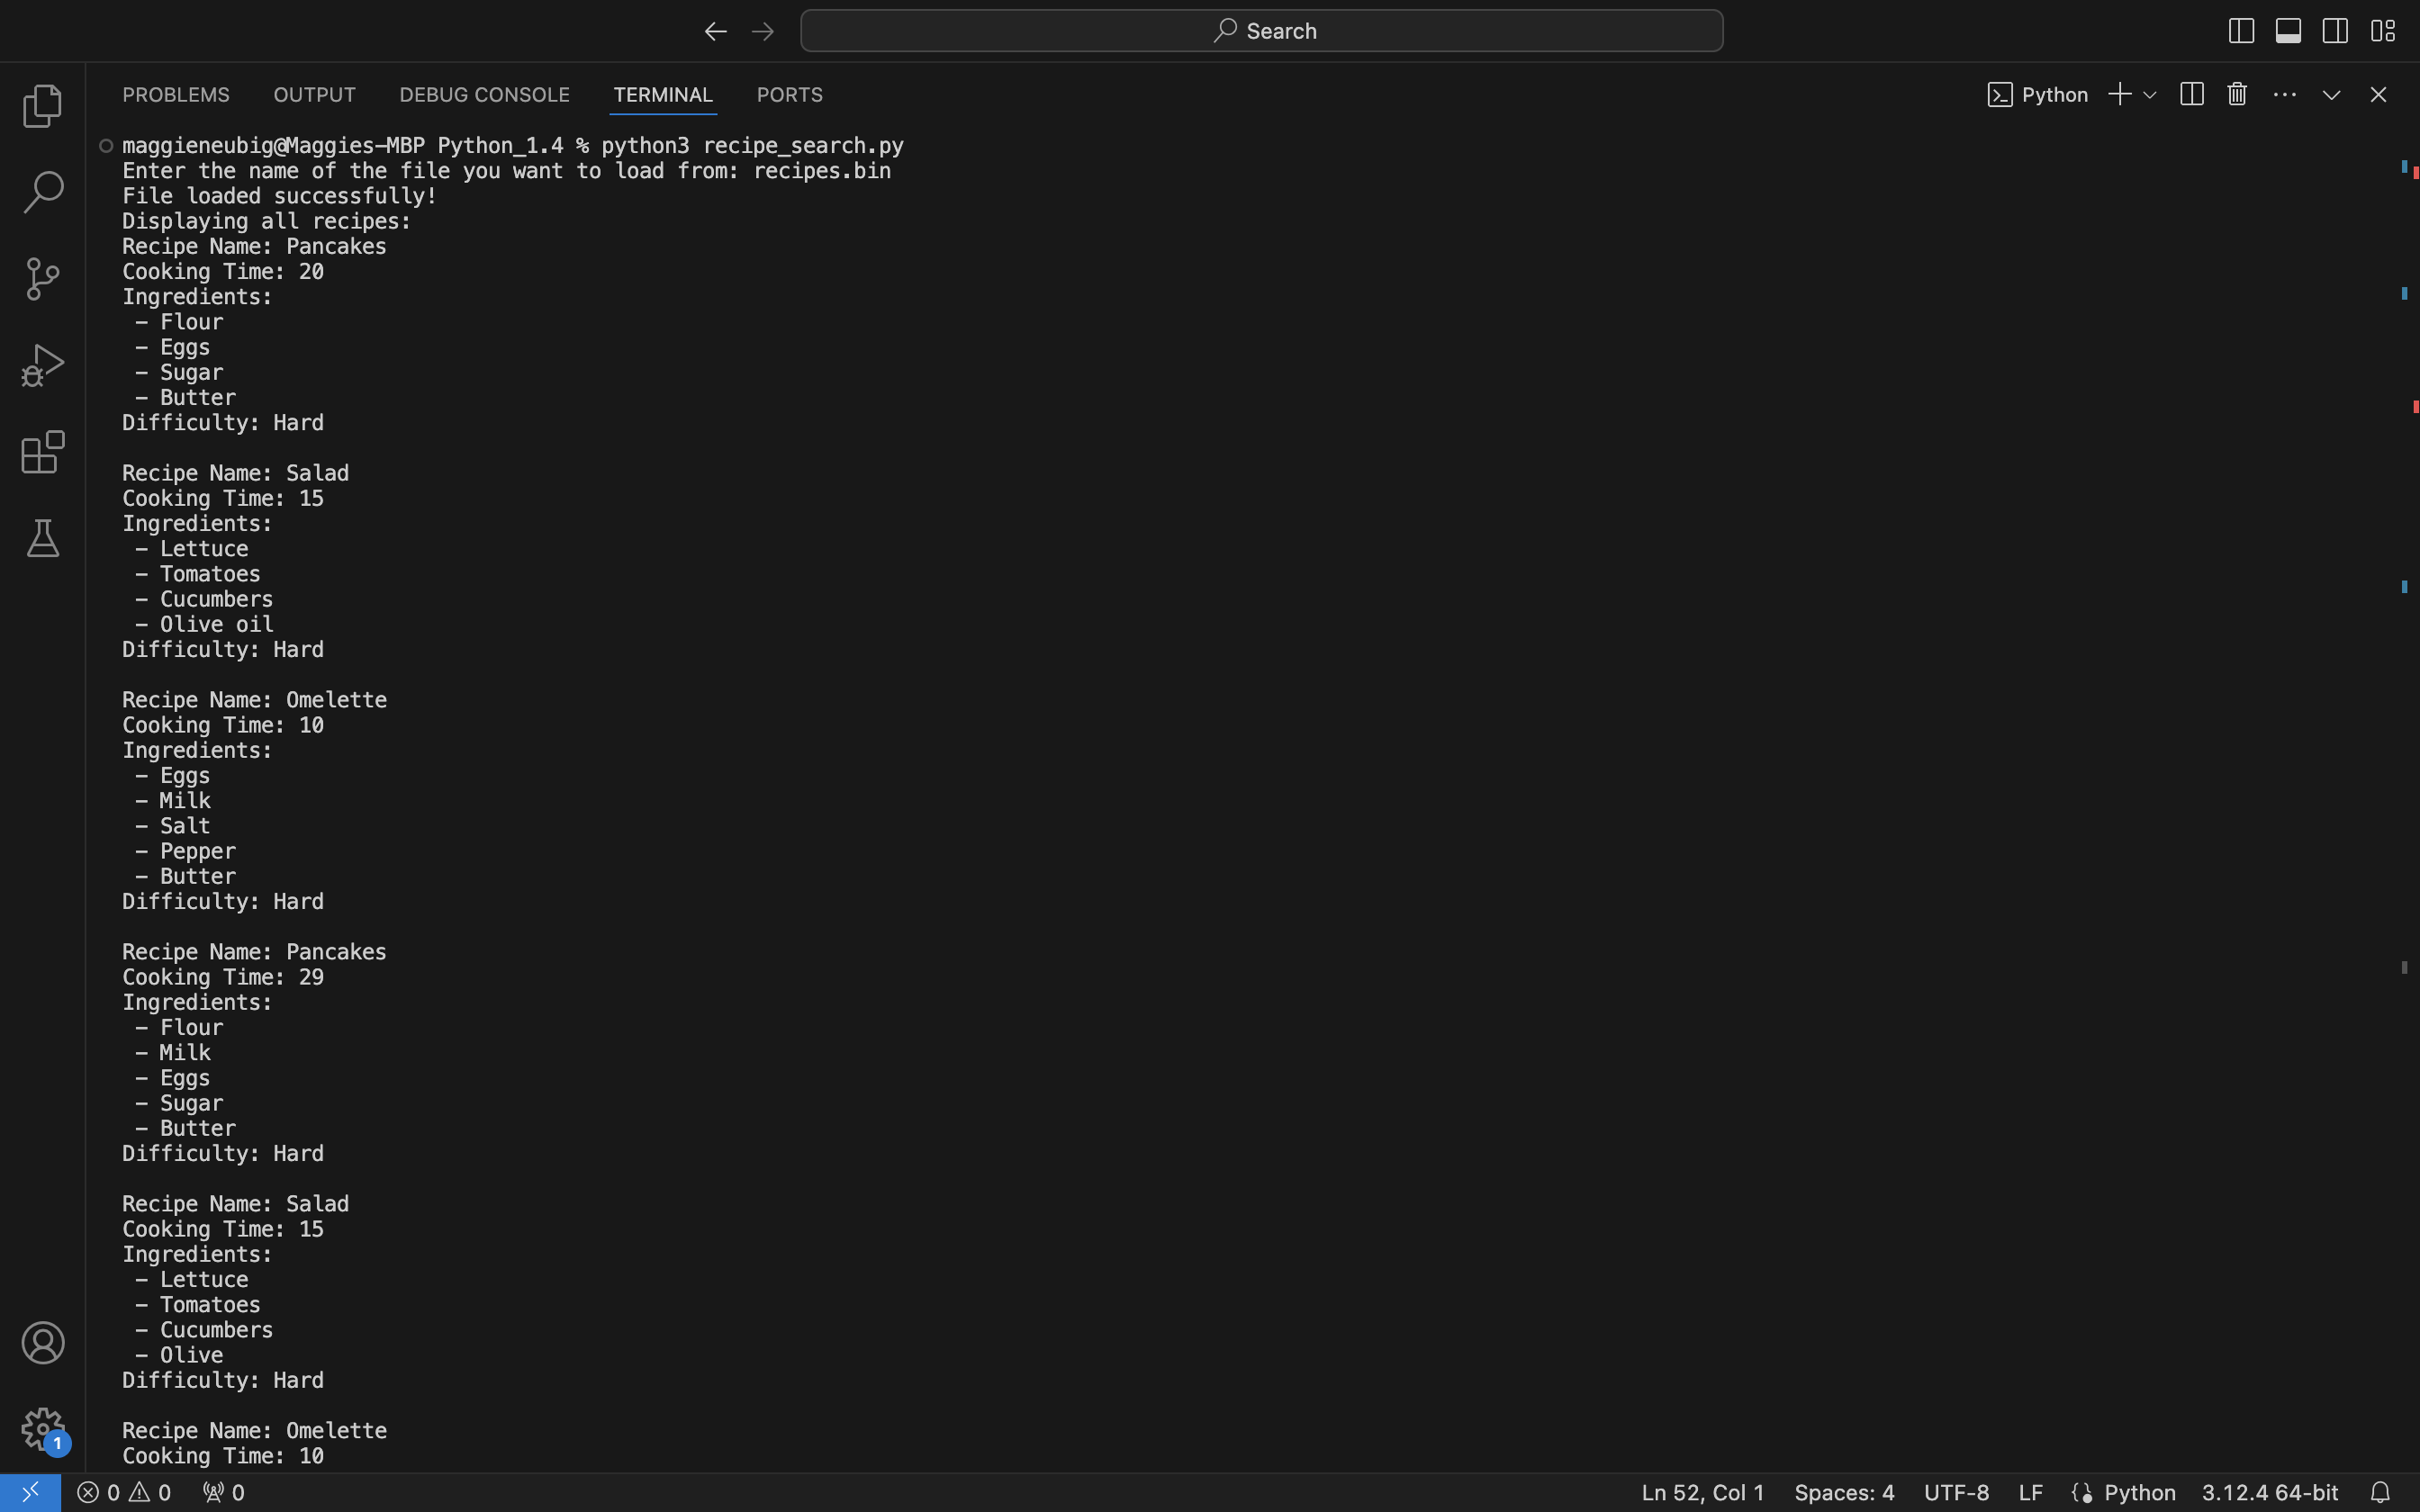 Search
PROBLEMS OUTPUT DEBUG CONSOLE TERMINAL PORTS Python
maggieneubig@Maggies-MBP Python_1.4 % python3 recipe_search.py
Enter the name of the file you want to load from: recipes.bin
File loaded successfully!
Displaying all recipes:
Recipe Name: Pancakes
Cooking Time: 20
Ingredients:
- Flour
- Eggs
- Sugar
- Butter
Difficulty: Hard
Recipe Name: Salad
Cooking Time: 15
Ingredients:
- Lettuce
- Tomatoes
- Cucumbers
- Olive oil
Difficulty: Hard
Recipe Name: Omelette
Cooking Time: 10
Ingredients:
- Eggs
- Milk
- Salt
- Pepper
- Butter
Difficulty: Hard
Recipe Name: Pancakes
Cooking Time: 29
Ingredients:
- Flour
- Milk
- Eggs
- Sugar
- Butter
Difficulty: Hard
Recipe Name: Salad
Cooking Time: 15
Ingredients:
- Lettuce
- Tomatoes
- Cucumbers
- Olive
Difficulty: Hard
Recipe Name: Omelette
Cooking Time: 10
1
0 0 0 Ln 52, Col 1 Spaces: 4 UTF-8 LF Python 3.12.4 64-bit